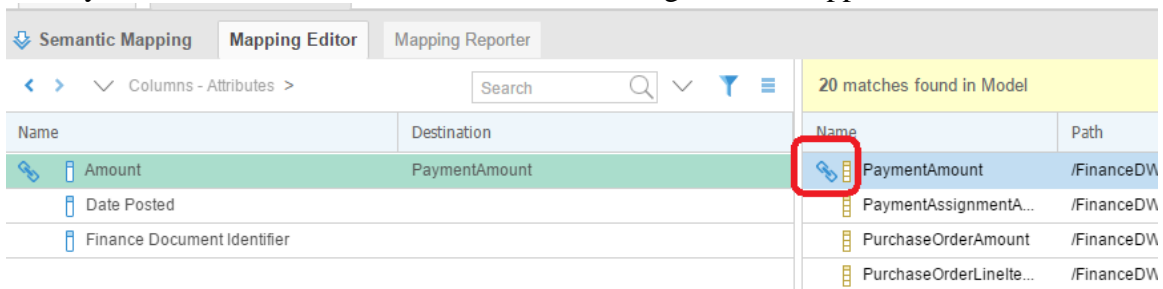 Semantic Mapping Mapping Editor Mapping Reporter
Columns - Attributes >
Search
20 matches found in Model
Name Destination
Name Path
Amount PaymentAmount
PaymentAmount /FinanceDW
Date Posted
PaymentAssignmentA... /FinanceDW
Finance Document Identifier
PurchaseOrderAmount /FinanceDW
PurchaseOrderLineIte... /FinanceDW